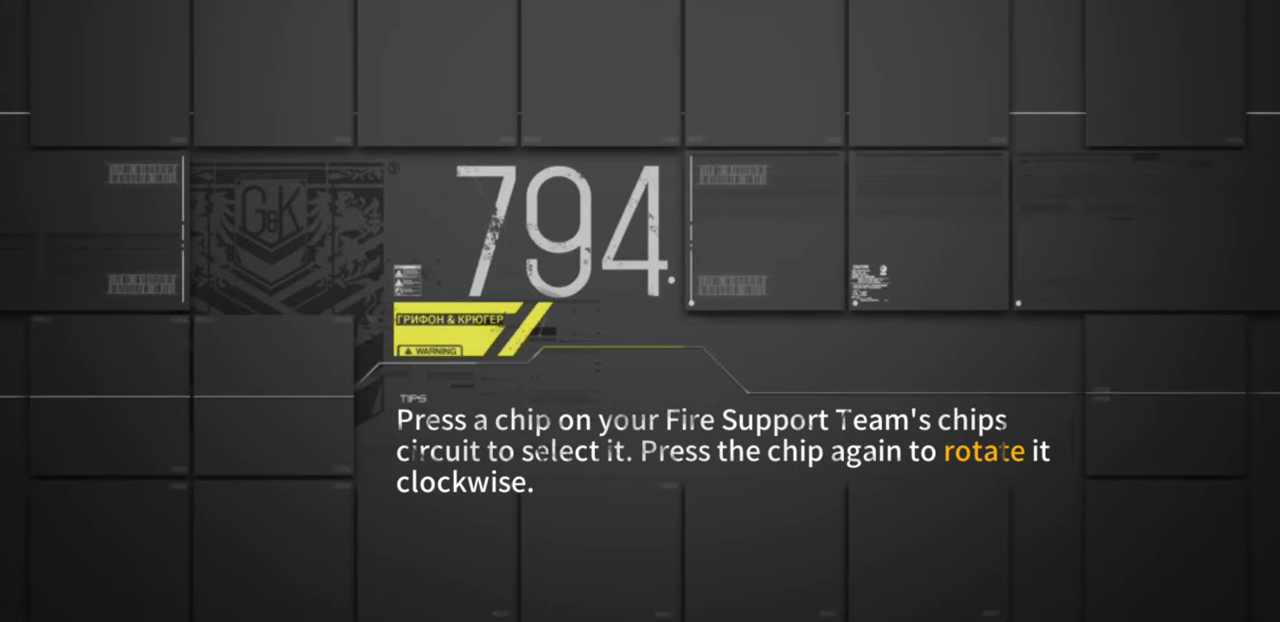 G&K
794.
ГРИФОН & КРЮГЕР
WARNING
CAUTION
TIPS
Press a chip on your Fire Support Team's chips
circuit to select it. Press the chip again to rotate it
clockwise.